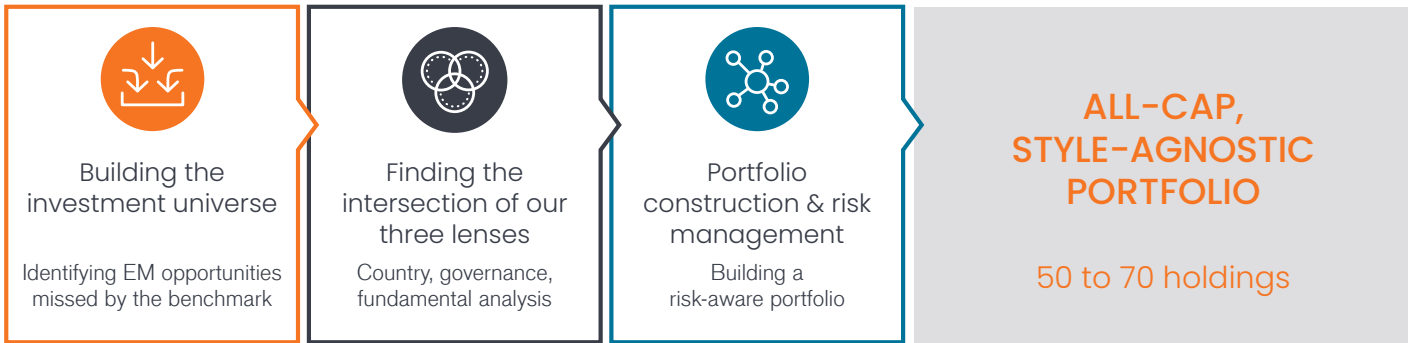 Building the
investment universe
Identifying EM opportunities
missed by the benchmark
Finding the
intersection of our
three lenses
Country, governance,
fundamental analysis
Portfolio
construction & risk
management
Building a
risk-aware portfolio
ALL-CAP,
STYLE-AGNOSTIC
PORTFOLIO
50 to 70 holdings